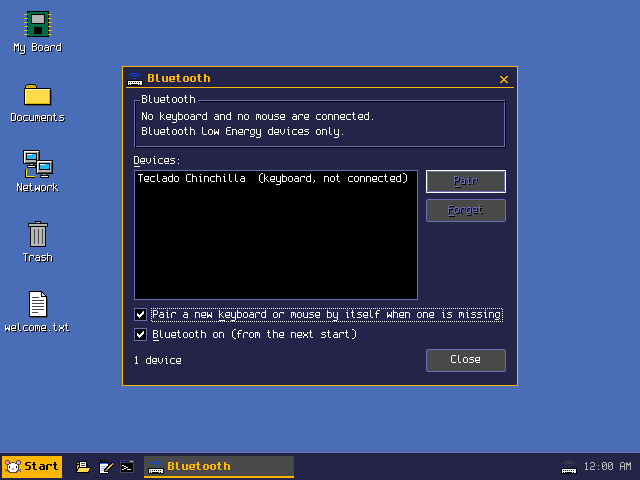 My Board
Documents
Network
Trash
welcome.txt
Bluetooth
Bluetooth
No keyboard and no mouse are connected.
Bluetooth Low Energy devices only.
Devices:
Teclado Chinchilla (keyboard, not connected)
Pair
Forget
Pair a new keyboard or mouse by itself when one is missing
Bluetooth on (from the next start)
1 device
Close
Start
Bluetooth
12:00 AM